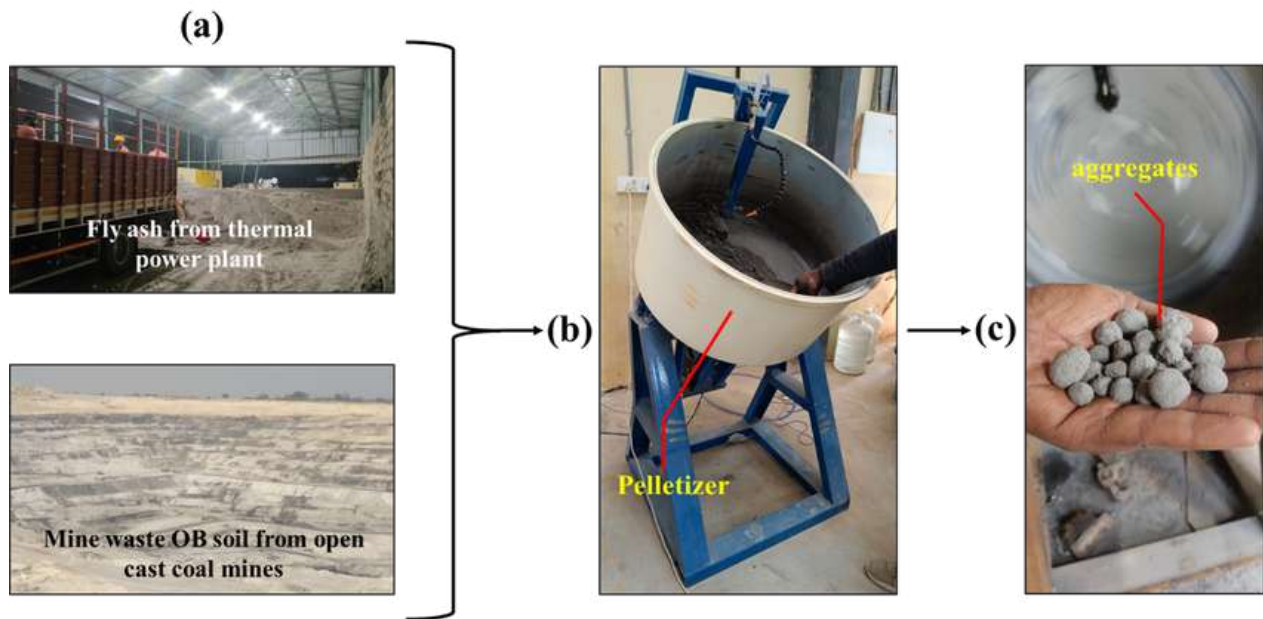 (a)
Fly ash from thermal
power plant
Mine waste OB soil from open
cast coal mines
(b)
Pelletizer
(c)
aggregates